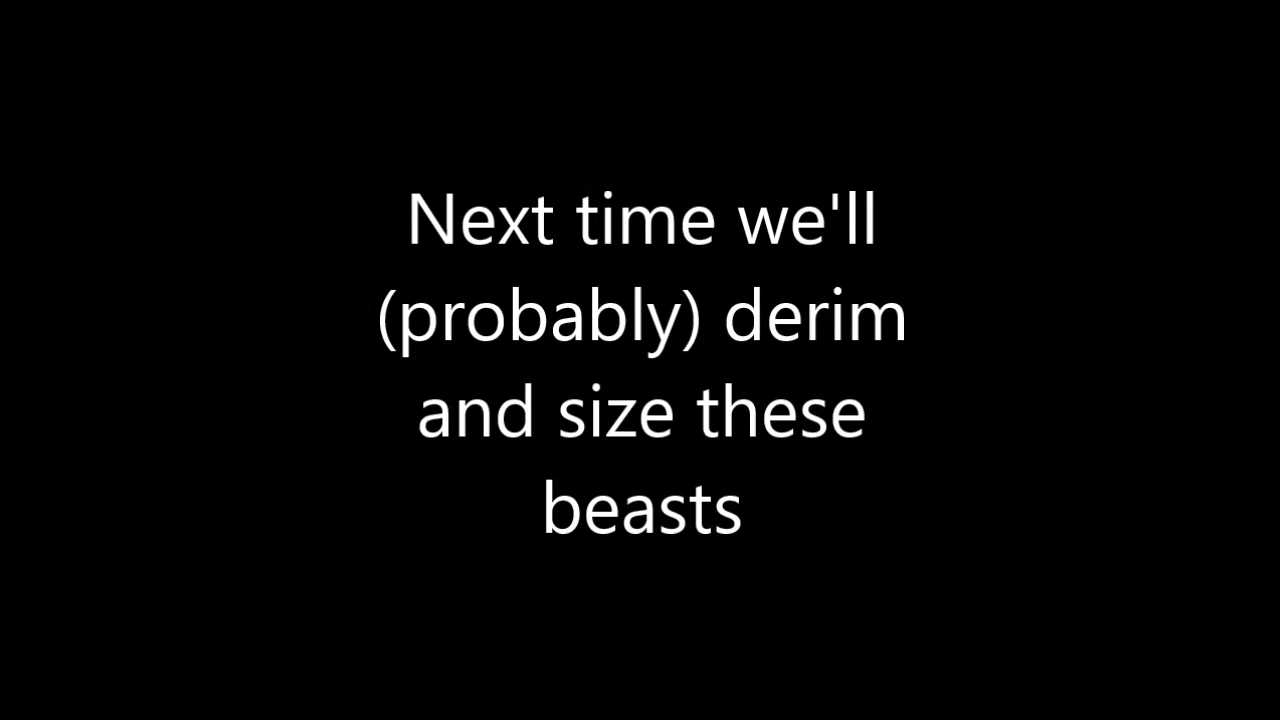 Next time we'll
(probably) derim
and size these
beasts